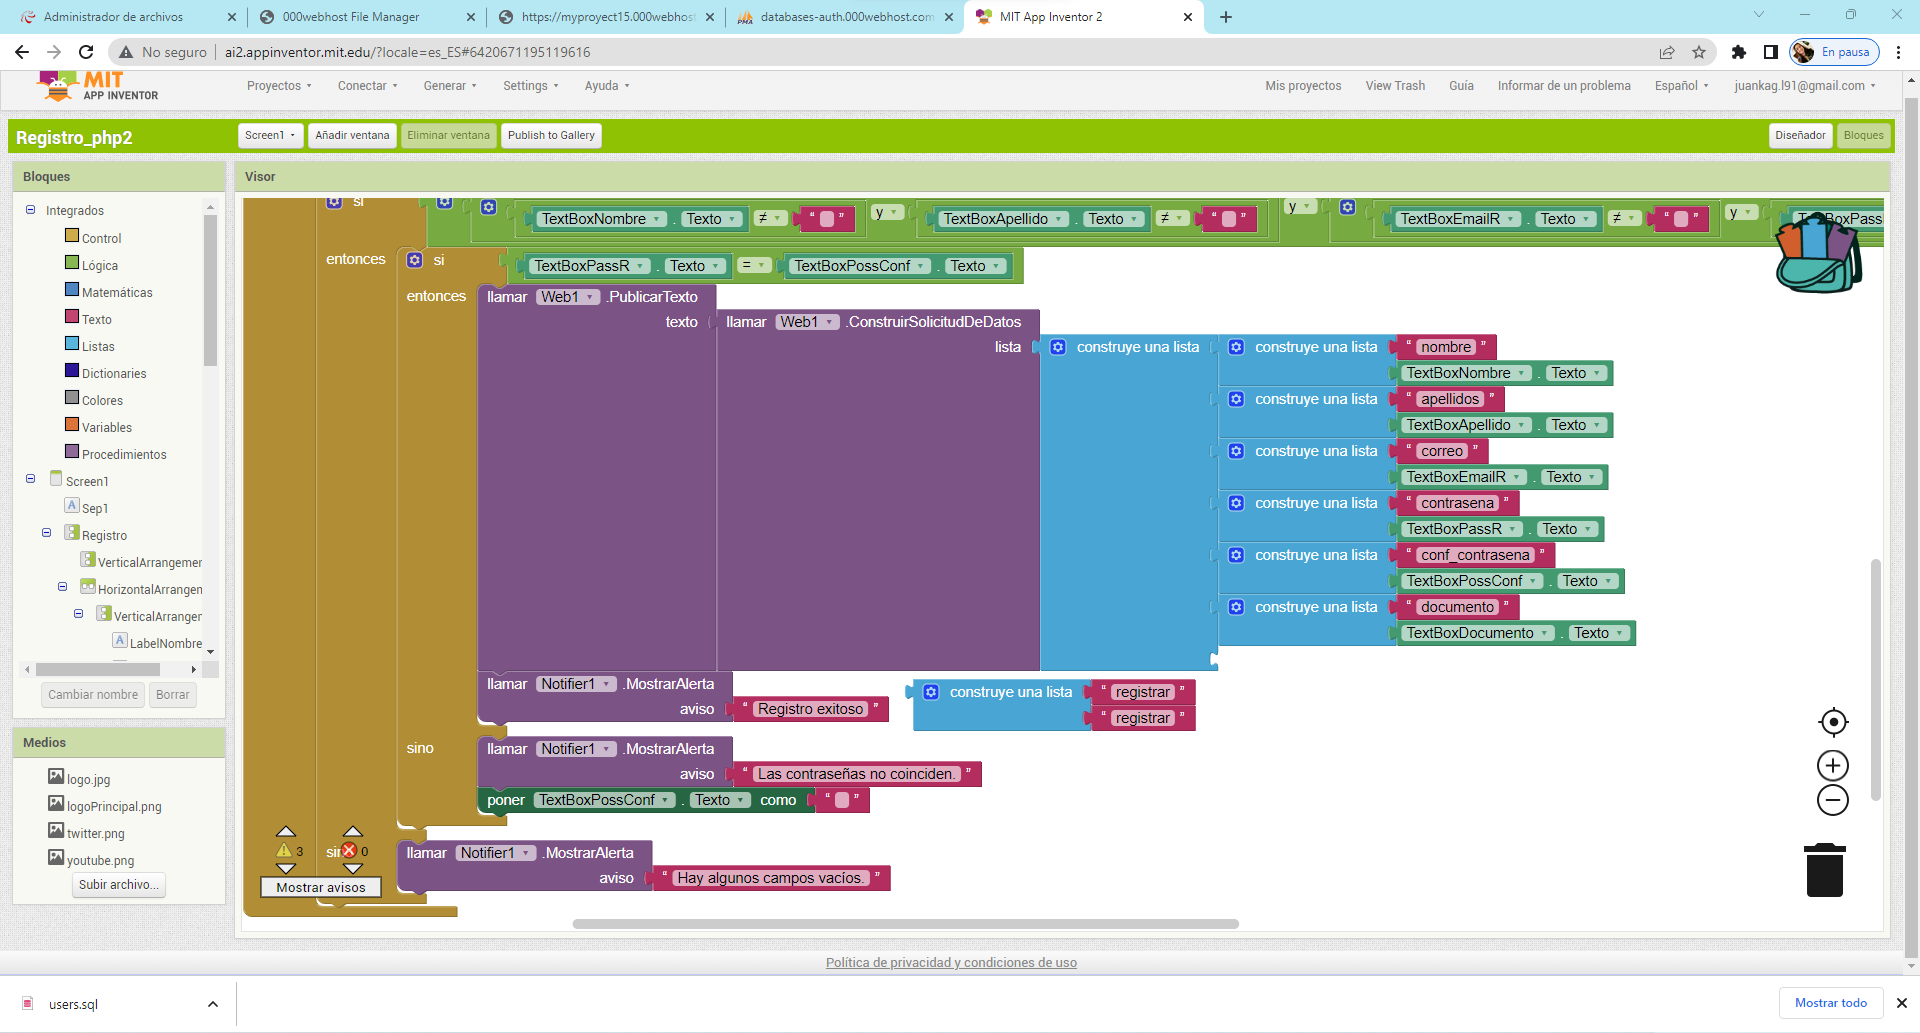 Administrador de archivos
000webhost File Manager
https://myproyect15.000webhost
databases-auth.000webhost.com
MIT App Inventor 2
No seguro
ai2.appinventor.mit.edu/?locale=es_ES#6420671195119616
En pausa
MIT
APP INVENTOR
Proyectos
Conectar
Generar
Settings
Ayuda
Mis proyectos
View Trash
Guía
Informar de un problema
Español
juankag.l91@gmail.com
Registro_php2
Screen1
Añadir ventana
Eliminar ventana
Publish to Gallery
Diseñador
Bloques
Bloques
Integrados
Control
Lógica
Matemáticas
Texto
Listas
Dictionaries
Colores
Variables
Procedimientos
Screen1
Sep1
Registro
VerticalArrangemer
HorizontalArrangen
VerticalArranger
LabelNombre
Cambiar nombre
Borrar
Medios
logo.jpg
logoPrincipal.png
twitter.png
youtube.png
Subir archivo...
Visor
si
TextBoxNombre . Texto ≠ “ ” y TextBoxApellido . Texto ≠ “ ” y TextBoxEmailR . Texto ≠ “ ” y TextBoxPass
entonces si TextBoxPassR . Texto = TextBoxPossConf . Texto
entonces llamar Web1 .PublicarTexto
texto llamar Web1 .ConstruirSolicitudDeDatos
lista construye una lista construye una lista “ nombre ”
TextBoxNombre . Texto
construye una lista “ apellidos ”
TextBoxApellido . Texto
construye una lista “ correo ”
TextBoxEmailR . Texto
construye una lista “ contrasena ”
TextBoxPassR . Texto
construye una lista “ conf_contrasena ”
TextBoxPossConf . Texto
construye una lista “ documento ”
TextBoxDocumento . Texto
llamar Notifier1 .MostrarAlerta
aviso “ Registro exitoso ”
construye una lista “ registrar ”
“ registrar ”
sino llamar Notifier1 .MostrarAlerta
aviso “ Las contraseñas no coinciden. ”
poner TextBoxPossConf . Texto como “ ”
3
0
Mostrar avisos
llamar Notifier1 .MostrarAlerta
aviso “ Hay algunos campos vacíos. ”
Política de privacidad y condiciones de uso
users.sql
Mostrar todo